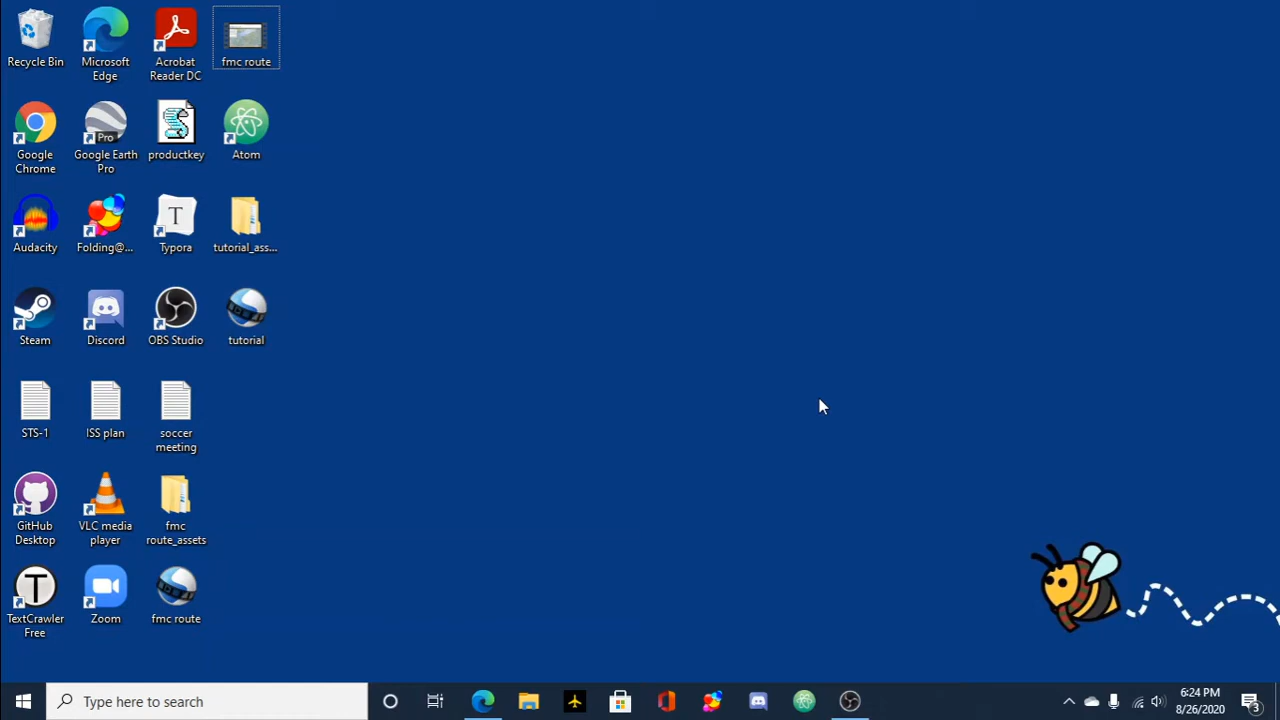 Recycle Bin
Microsoft
Edge
Acrobat
Reader DC
fmc route
Google
Chrome
Pro
Google Earth
Pro
productkey
Atom
Audacity
Folding@...
T
Typora
tutorial_ass...
Steam
Discord
OBS Studio
tutorial
STS-1
ISS plan
soccer
meeting
GitHub
Desktop
VLC media
player
fmc
route_assets
T
TextCrawler
Free
Zoom
fmc route
Type here to search
6:24 PM
8/26/2020
3